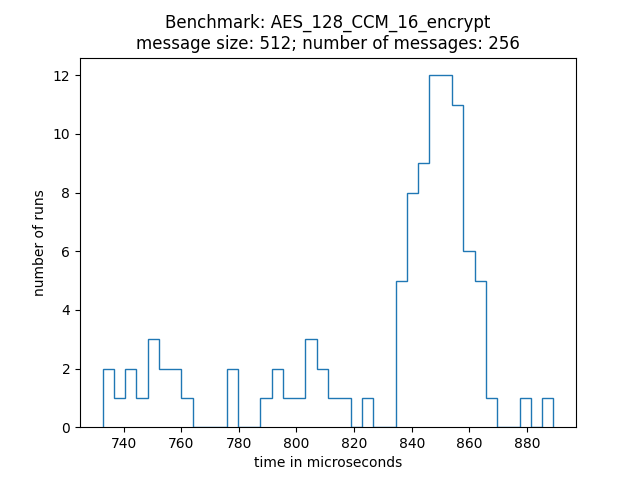 Benchmark: AES_128_CCM_16_encrypt
message size: 512; number of messages: 256
12
10
8
6
4
2
0
number of runs
740 760 780 800 820 840 860 880
time in microseconds